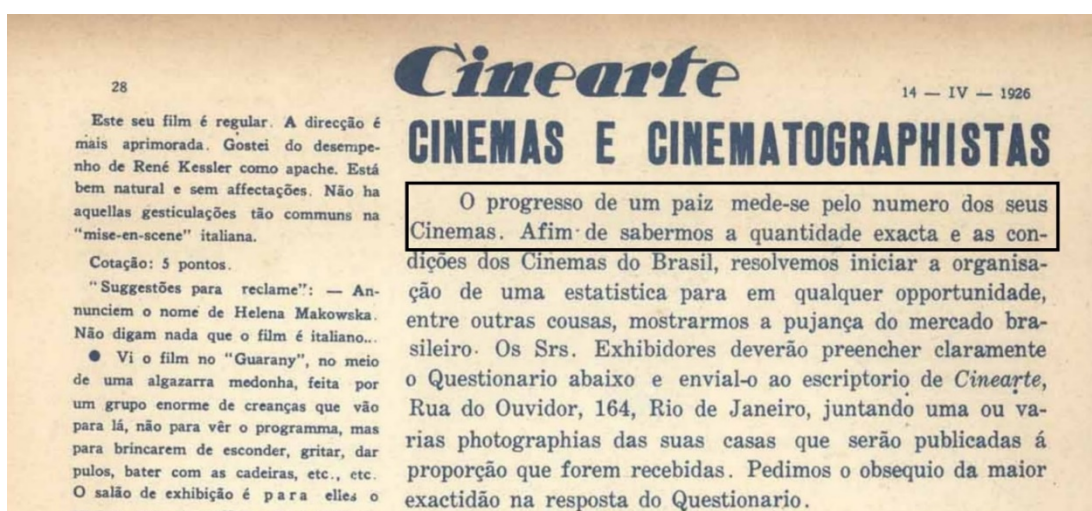 28
Cinearte
14 — IV — 1926
Este seu film é regular. A direcção é
mais aprimorada. Gostei do desempe-
nho de René Kessler como apache. Está
bem natural e sem affectações. Não ha
aquellas gesticulações tão communs na
"mise-en-scene" italiana.
Cotação: 5 pontos.
"Suggestões para reclame": — An-
nunciem o nome de Helena Makowska.
Não digam nada que o film é italiano...
● Vi o film no "Guarany", no meio
de uma algazarra medonha, feita por
um grupo enorme de creanças que vão
para lá, não para vêr o programma, mas
para brincarem de esconder, gritar, dar
pulos, bater com as cadeiras, etc., etc.
O salão de exhibição é para elles o
CINEMAS E CINEMATOGRAPHISTAS
O progresso de um paiz mede-se pelo numero dos seus
Cinemas. Afim de sabermos a quantidade exacta e as con-
dições dos Cinemas do Brasil, resolvemos iniciar a organisa-
ção de uma estatistica para em qualquer opportunidade,
entre outras cousas, mostrarmos a pujança do mercado bra-
sileiro. Os Srs. Exhibidores deverão preencher claramente
o Questionario abaixo e envial-o ao escriptorio de Cinearte,
Rua do Ouvidor, 164, Rio de Janeiro, juntando uma ou va-
rias photographias das suas casas que serão publicadas á
proporção que forem recebidas. Pedimos o obsequio da maior
exactidão na resposta do Questionario.